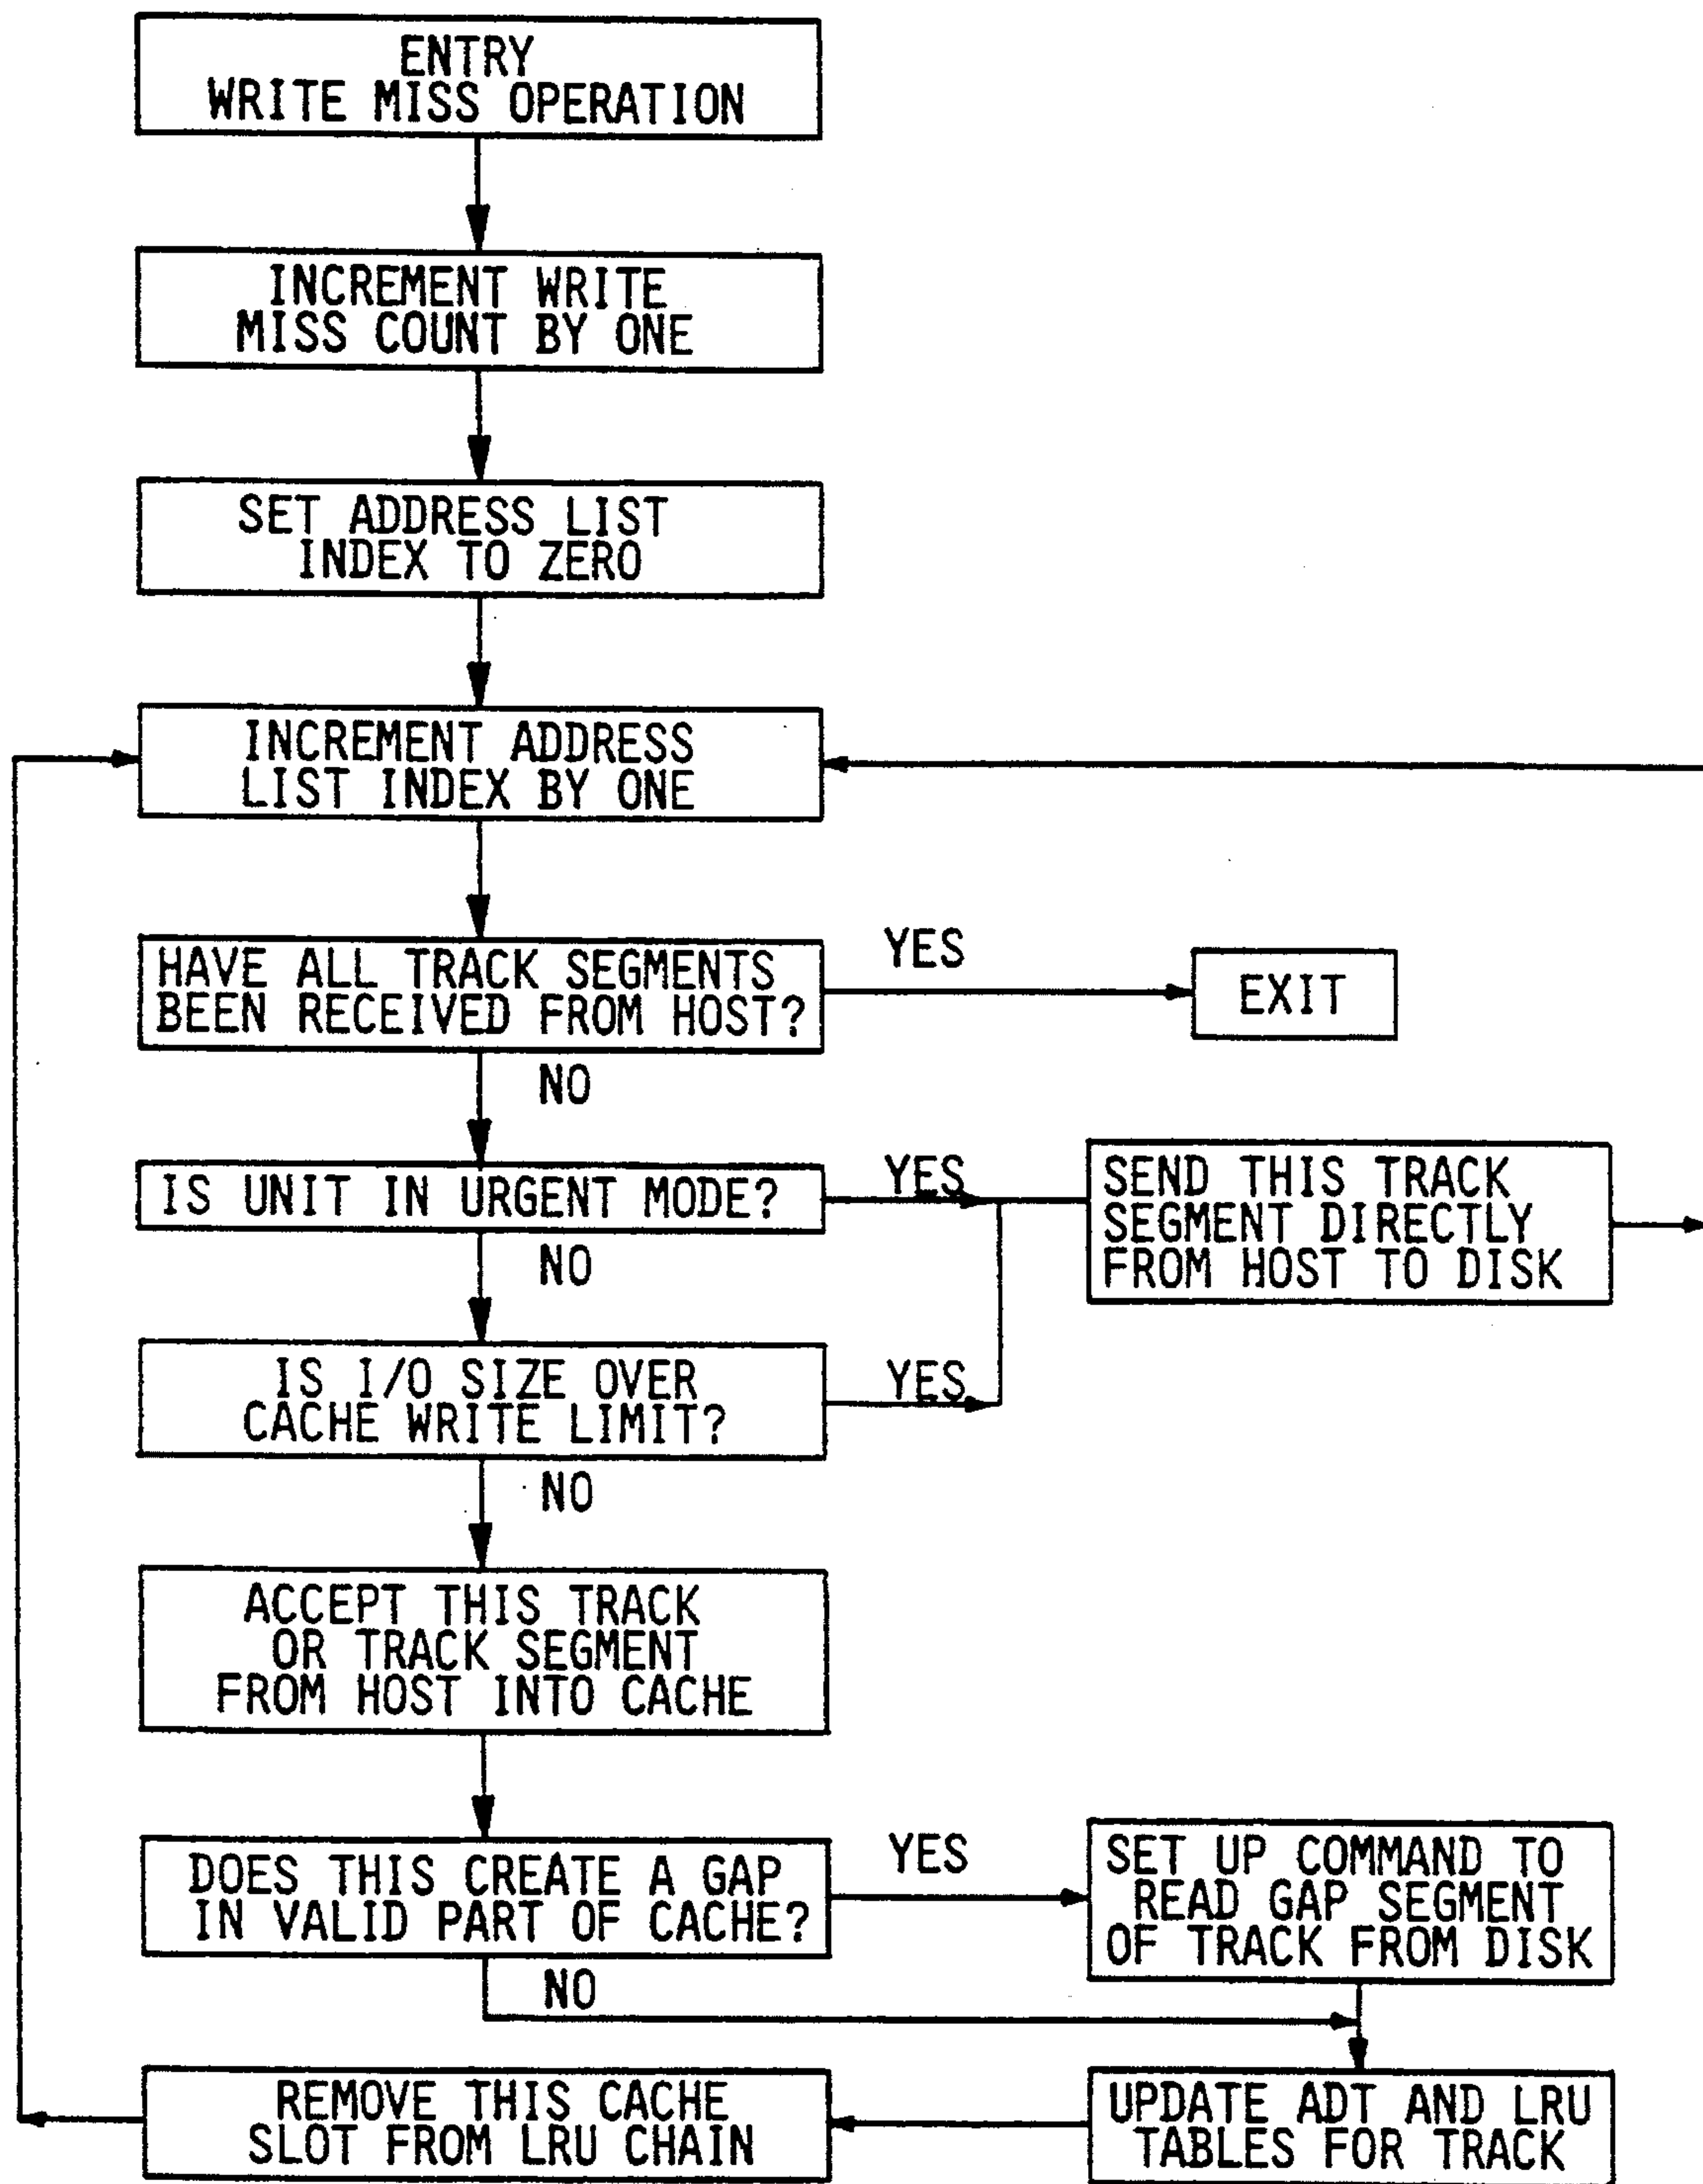 ENTRY
WRITE MISS OPERATION
INCREMENT WRITE
MISS COUNT BY ONE
SET ADDRESS LIST
INDEX TO ZERO
INCREMENT ADDRESS
LIST INDEX BY ONE
HAVE ALL TRACK SEGMENTS
BEEN RECEIVED FROM HOST?
YES
EXIT
NO
IS UNIT IN URGENT MODE?
YES
SEND THIS TRACK
SEGMENT DIRECTLY
FROM HOST TO DISK
NO
IS I/O SIZE OVER
CACHE WRITE LIMIT?
YES
NO
ACCEPT THIS TRACK
OR TRACK SEGMENT
FROM HOST INTO CACHE
DOES THIS CREATE A GAP
IN VALID PART OF CACHE?
YES
SET UP COMMAND TO
READ GAP SEGMENT
OF TRACK FROM DISK
NO
REMOVE THIS CACHE
SLOT FROM LRU CHAIN
UPDATE ADT AND LRU
TABLES FOR TRACK